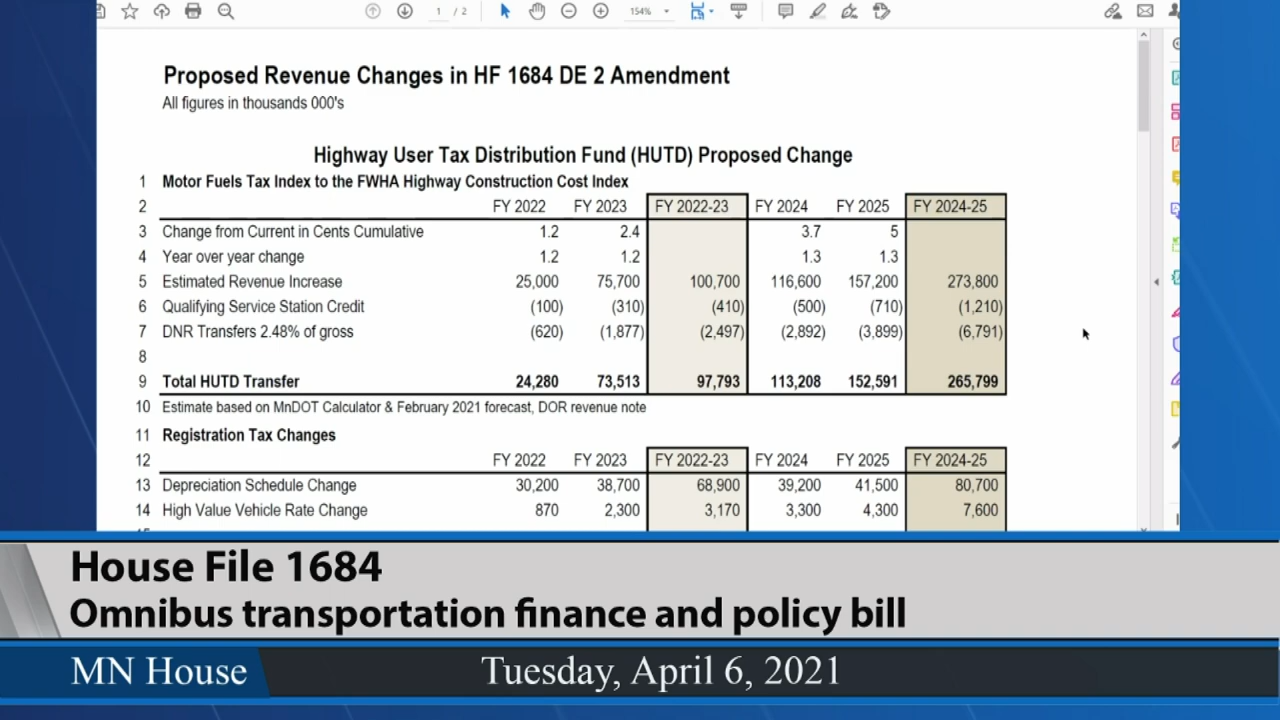 1 / 2
154%
Proposed Revenue Changes in HF 1684 DE 2 Amendment
All figures in thousands 000's
Highway User Tax Distribution Fund (HUTD) Proposed Change
1 Motor Fuels Tax Index to the FWHA Highway Construction Cost Index
2 FY 2022 FY 2023 FY 2022-23 FY 2024 FY 2025 FY 2024-25
3 Change from Current in Cents Cumulative 1.2 2.4 3.7 5
4 Year over year change 1.2 1.2 1.3 1.3
5 Estimated Revenue Increase 25,000 75,700 100,700 116,600 157,200 273,800
6 Qualifying Service Station Credit (100) (310) (410) (500) (710) (1,210)
7 DNR Transfers 2.48% of gross (620) (1,877) (2,497) (2,892) (3,899) (6,791)
8
9 Total HUTD Transfer 24,280 73,513 97,793 113,208 152,591 265,799
10 Estimate based on MnDOT Calculator & February 2021 forecast, DOR revenue note
11 Registration Tax Changes
12 FY 2022 FY 2023 FY 2022-23 FY 2024 FY 2025 FY 2024-25
13 Depreciation Schedule Change 30,200 38,700 68,900 39,200 41,500 80,700
14 High Value Vehicle Rate Change 870 2,300 3,170 3,300 4,300 7,600
House File 1684
Omnibus transportation finance and policy bill
MN House Tuesday, April 6, 2021